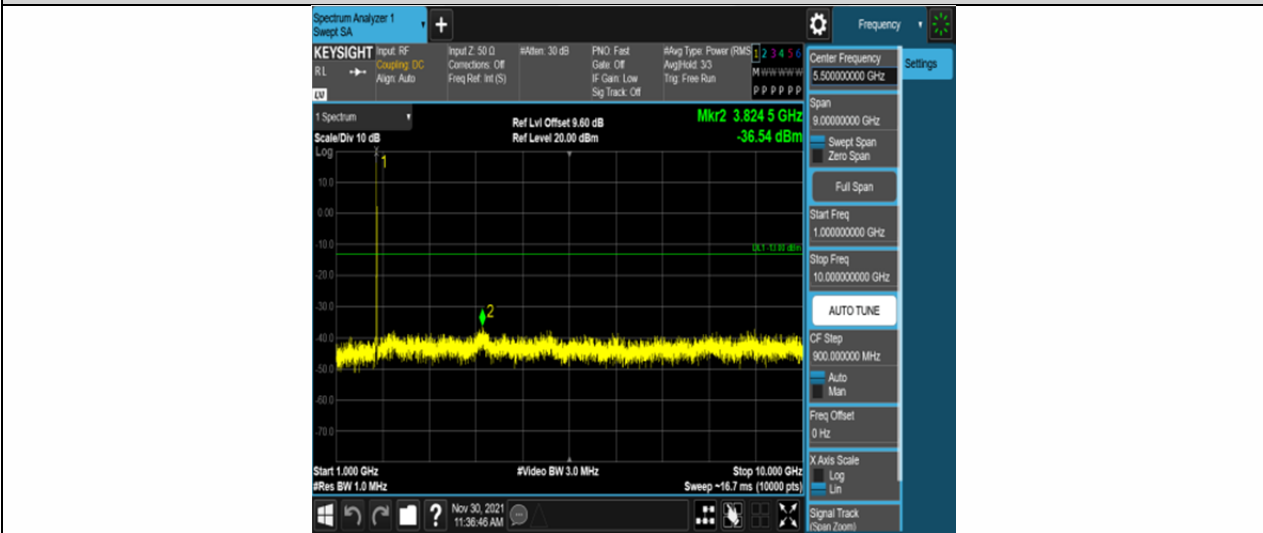 Spectrum Analyzer 1
Swept SA
+
Frequency
KEYSIGHT
RL
LV
Input: RF
Coupling: DC
Align: Auto
Input Z: 50 Ω
Corrections: Off
Freq Ref: Int (S)
#Atten: 30 dB
PNO: Fast
Gate: Off
IF Gain: Low
Sig Track: Off
#Avg Type: Power (RMS
Avg|Hold: 3/3
Trig: Free Run
1 2 3 4 5 6
M W W W W W
P P P P P P
Center Frequency
5.500000000 GHz
Settings
1 Spectrum
Scale/Div 10 dB
Ref Lvl Offset 9.60 dB
Ref Level 20.00 dBm
Mkr2 3.824 5 GHz
-36.54 dBm
Span
9.00000000 GHz
Swept Span
Zero Span
Full Span
Start Freq
1.000000000 GHz
Stop Freq
10.000000000 GHz
AUTO TUNE
CF Step
900.000000 MHz
Auto
Man
Freq Offset
0 Hz
X Axis Scale
Log
Lin
Signal Track
(Span Zoom)
Log
1
10.0
0.00
-10.0
DL1 -13.00 dBm
-20.0
-30.0
2
-40.0
-50.0
-60.0
-70.0
Start 1.000 GHz
#Res BW 1.0 MHz
#Video BW 3.0 MHz
Stop 10.000 GHz
Sweep ~16.7 ms (10000 pts)
?
Nov 30, 2021
11:36:46 AM